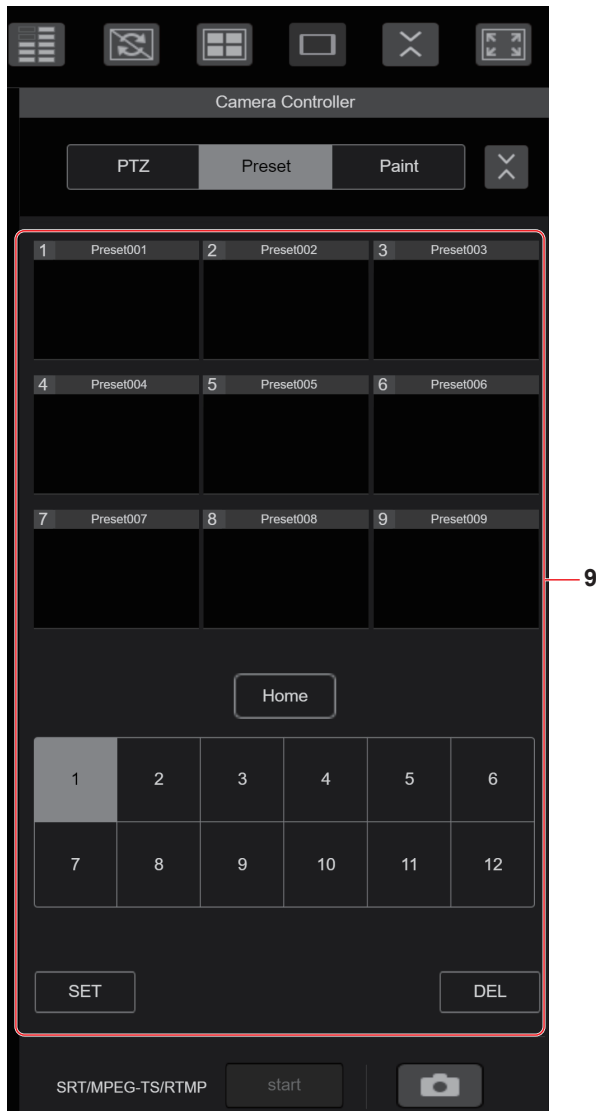 Camera Controller
PTZ Preset Paint
1 Preset001 2 Preset002 3 Preset003
4 Preset004 5 Preset005 6 Preset006
7 Preset007 8 Preset008 9 Preset009
9
Home
1 2 3 4 5 6
7 8 9 10 11 12
SET DEL
SRT/MPEG-TS/RTMP start